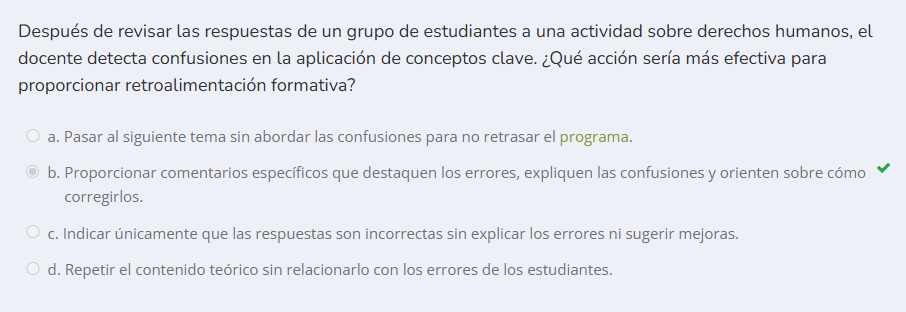 Después de revisar las respuestas de un grupo de estudiantes a una actividad sobre derechos humanos, el
docente detecta confusiones en la aplicación de conceptos clave. ¿Qué acción sería más efectiva para
proporcionar retroalimentación formativa?
a. Pasar al siguiente tema sin abordar las confusiones para no retrasar el programa.
b. Proporcionar comentarios específicos que destaquen los errores, expliquen las confusiones y orienten sobre cómo
corregirlos.
c. Indicar únicamente que las respuestas son incorrectas sin explicar los errores ni sugerir mejoras.
d. Repetir el contenido teórico sin relacionarlo con los errores de los estudiantes.